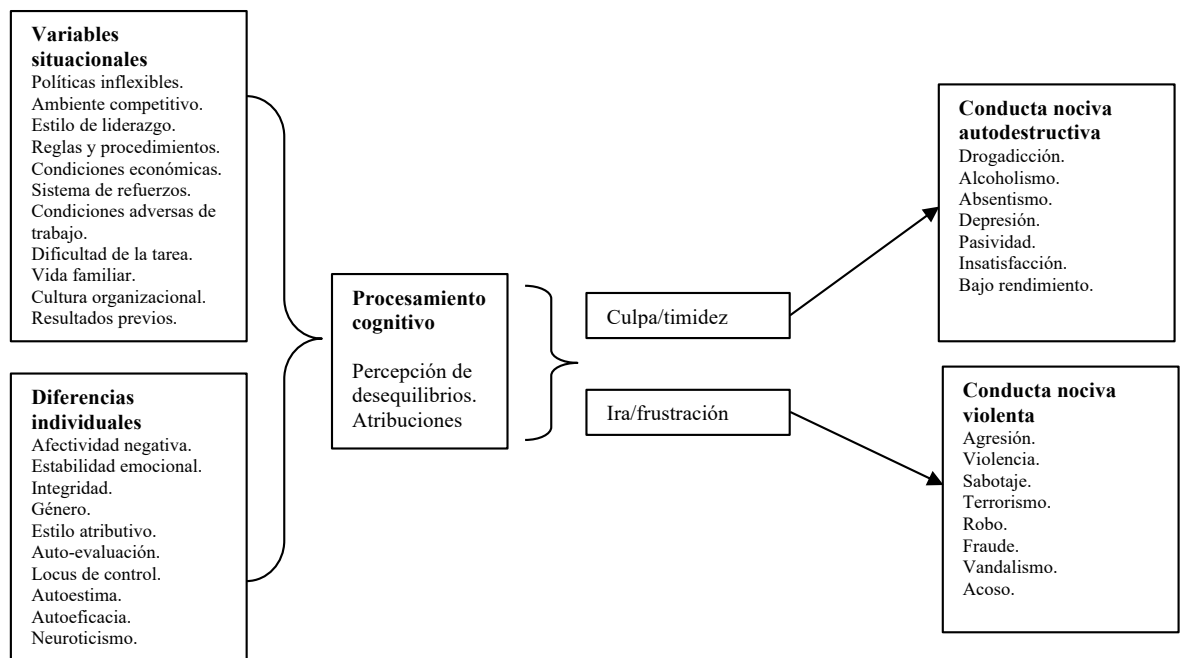 Variables
situacionales
Políticas inflexibles.
Ambiente competitivo.
Estilo de liderazgo.
Reglas y procedimientos.
Condiciones económicas.
Sistema de refuerzos.
Condiciones adversas de
trabajo.
Dificultad de la tarea.
Vida familiar.
Cultura organizacional.
Resultados previos.
Diferencias
individuales
Afectividad negativa.
Estabilidad emocional.
Integridad.
Género.
Estilo atributivo.
Auto-evaluación.
Locus de control.
Autoestima.
Autoeficacia.
Neuroticismo.
Procesamiento
cognitivo
Percepción de
desequilibrios.
Atribuciones
Culpa/timidez
Ira/frustración
Conducta nociva
autodestructiva
Drogadicción.
Alcoholismo.
Absentismo.
Depresión.
Pasividad.
Insatisfacción.
Bajo rendimiento.
Conducta nociva
violenta
Agresión.
Violencia.
Sabotaje.
Terrorismo.
Robo.
Fraude.
Vandalismo.
Acoso.